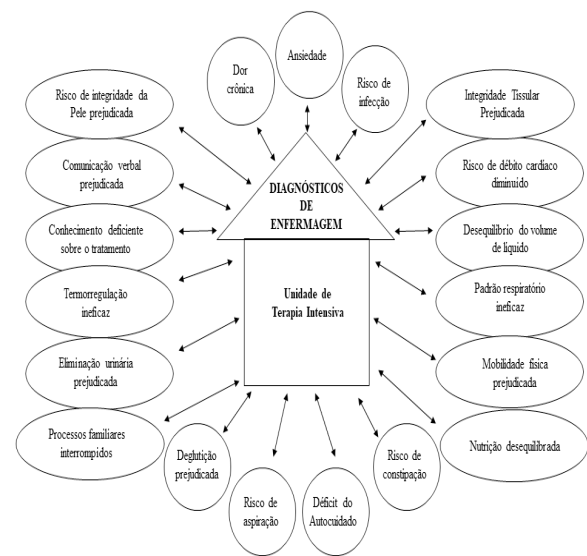 Ansiedade
Dor
crônica
Risco de
infecção
Risco de integridade da
Pele prejudicada
Integridade Tissular
Prejudicada
Comunicação verbal
prejudicada
Risco de débito cardiaco
diminuido
DIAGNÓSTICOS
DE
ENFERMAGEM
Conhecimento deficiente
sobre o tratamento
Desequilíbrio do volume
de líquido
Termorregulação
ineficaz
Unidade de
Terapia Intensiva
Padrão respiratório
ineficaz
Eliminação urinária
prejudicada
Mobilidade física
prejudicada
Processos familiares
interrompidos
Nutrição desequilibrada
Deglutição
prejudicada
Risco de
constipação
Risco de
aspiração
Déficit do
Autocuidado